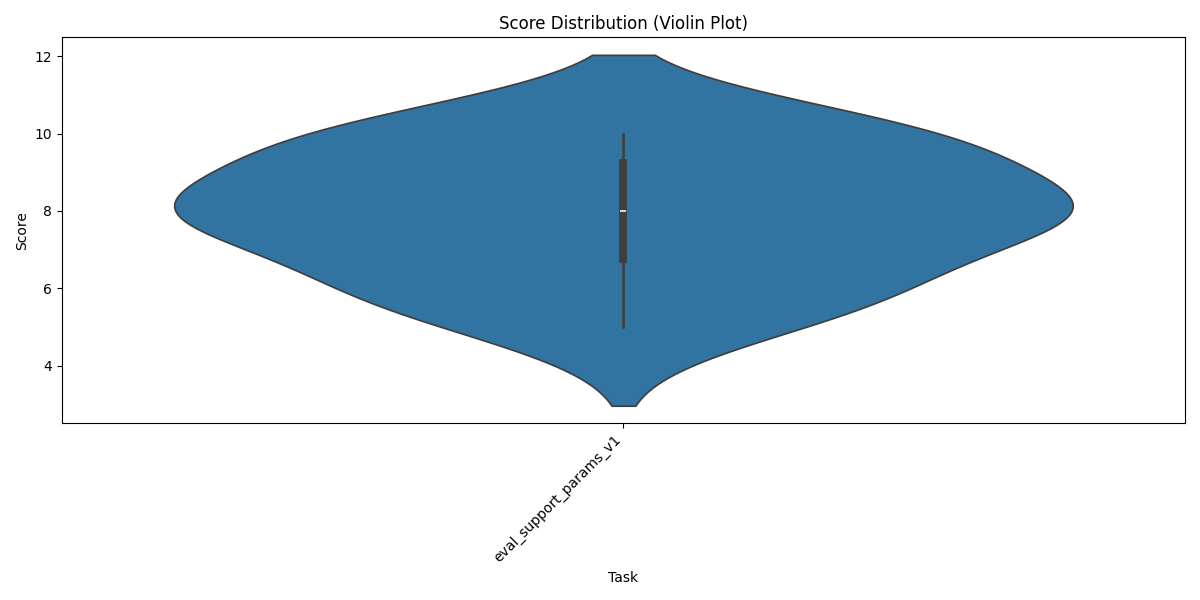 Score Distribution (Violin Plot)
12
10
8
6
4
Score
eval_support_params_v1
Task